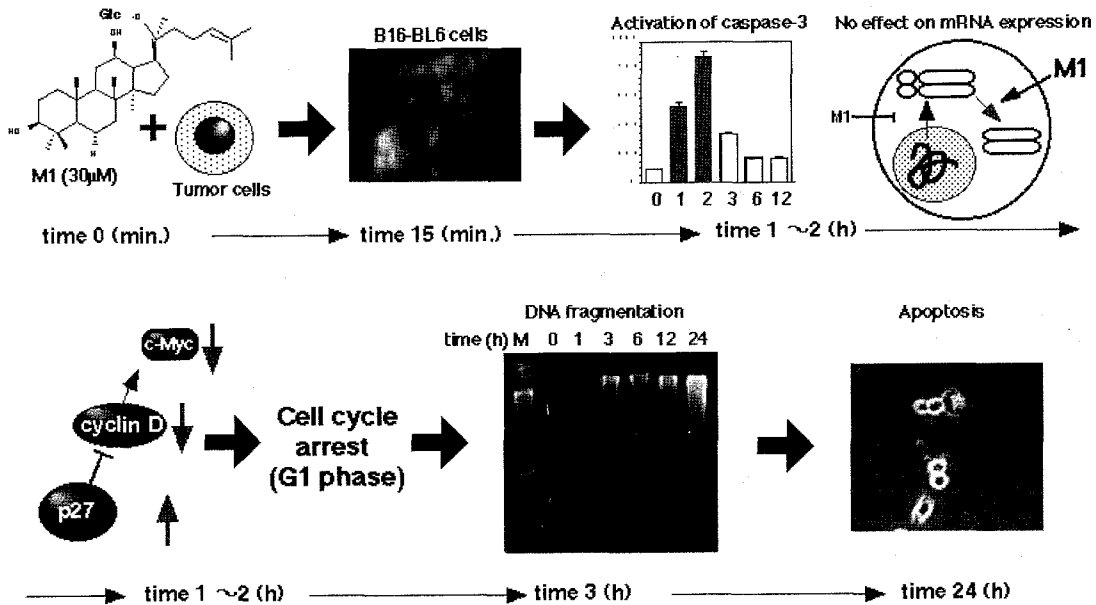 Glc
-O
OH
HO
H
M1 (30µM)
+
Tumor cells
B16-BL6 cells
Activation of caspase-3
0 1 2 3 6 12
No effect on mRNA expression
M1
M1
time 0 (min.)
time 15 (min.)
time 1 ~2 (h)
c-Myc
cyclin D
p27
Cell cycle
arrest
(G1 phase)
DNA fragmentation
time (h) M 0 1 3 6 12 24
Apoptosis
time 1 ~2 (h)
time 3 (h)
time 24 (h)